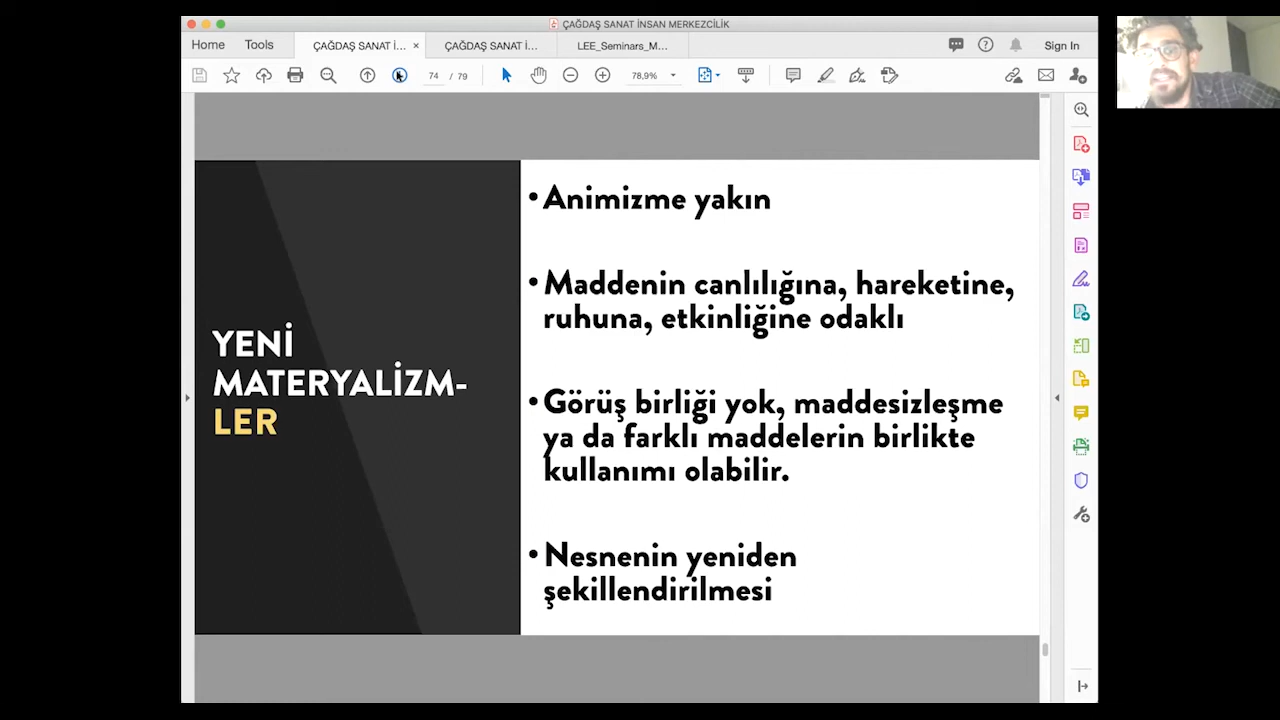 ÇAĞDAŞ SANAT İNSAN MERKEZCİLİK
Home Tools ÇAĞDAŞ SANAT İ... × ÇAĞDAŞ SANAT İ... LEE_Seminars_M... Sign In
74 / 79 78,9%
YENİ
MATERYALİZM-
LER
•Animizme yakın
•Maddenin canlılığına, hareketine,
ruhuna, etkinliğine odaklı
•Görüş birliği yok, maddesizleşme
ya da farklı maddelerin birlikte
kullanımı olabilir.
•Nesnenin yeniden
şekillendirilmesi